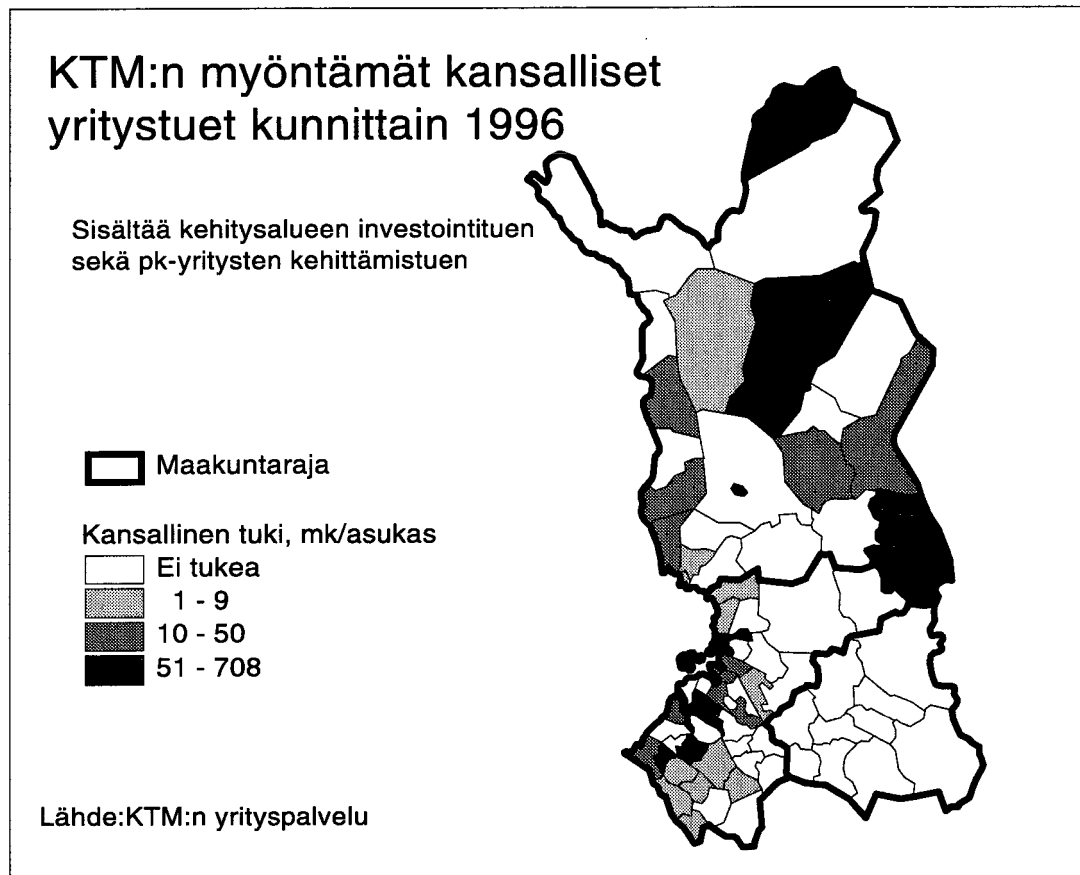 KTM:n myöntämät kansalliset
yritystuet kunnittain 1996
Sisältää kehitysalueen investointituen
sekä pk-yritysten kehittämistuen
Maakuntaraja
Kansallinen tuki, mk/asukas
Ei tukea
1 - 9
10 - 50
51 - 708
Lähde:KTM:n yrityspalvelu